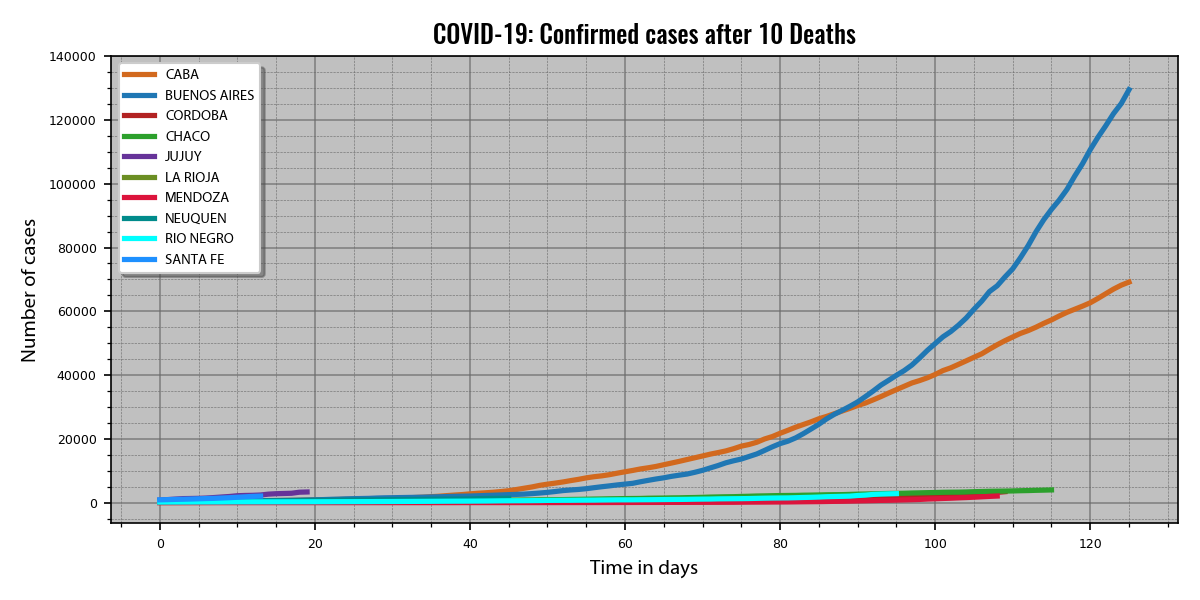 COVID-19: Confirmed cases after 10 Deaths
140000
120000
100000
80000
60000
40000
20000
0
Number of cases
CABA
BUENOS AIRES
CORDOBA
CHACO
JUJUY
LA RIOJA
MENDOZA
NEUQUEN
RIO NEGRO
SANTA FE
0 20 40 60 80 100 120
Time in days